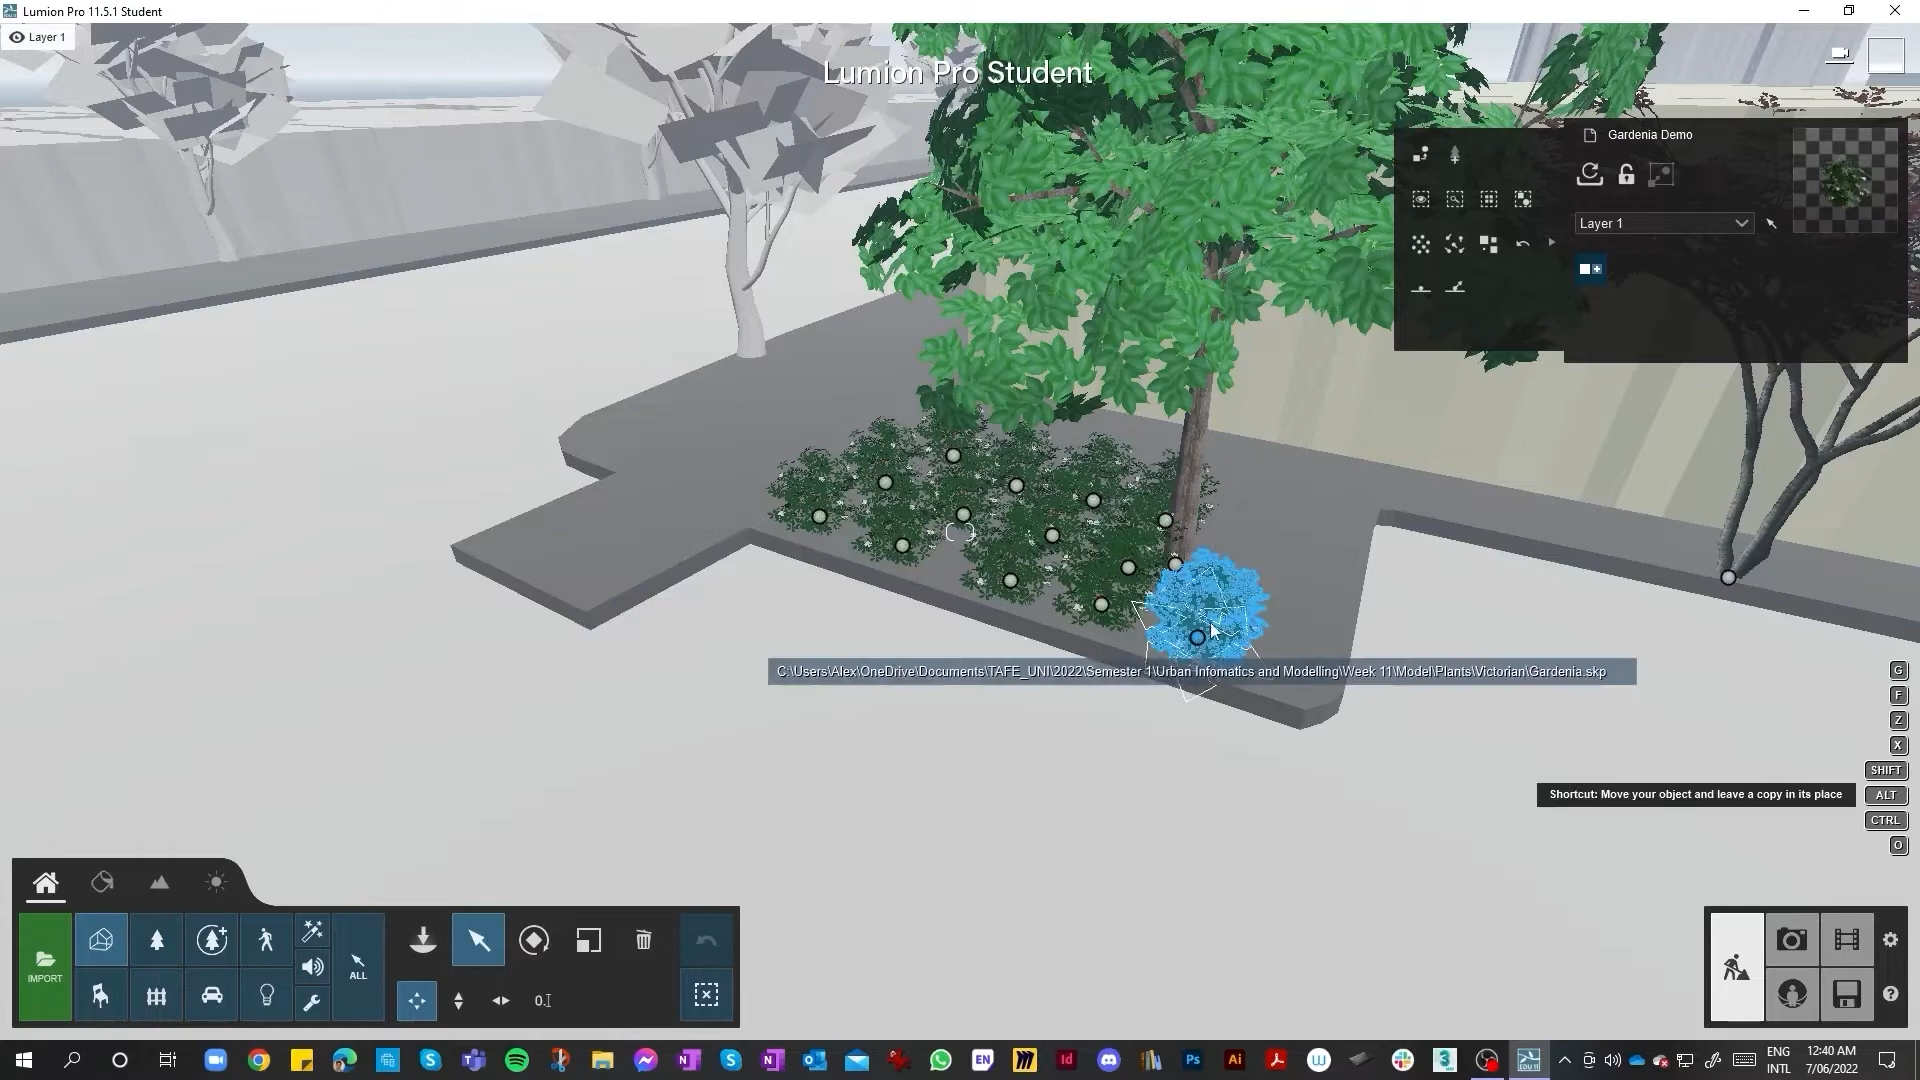 Lumion Pro 11.5.1 Student
Layer 1
Lumion Pro Student
Gardenia Demo
Layer 1
C:\Users\Alex\OneDrive\Documents\TAFE_UNI\2022\Semester 1\Urban Infomatics and Modelling\Week 11\Model\Plants\Victorian\Gardenia.skp
G
F
Z
X
SHIFT
Shortcut: Move your object and leave a copy in its place
ALT
CTRL
O
IMPORT
ALL
0.
ENG
INTL
12:40 AM
7/06/2022